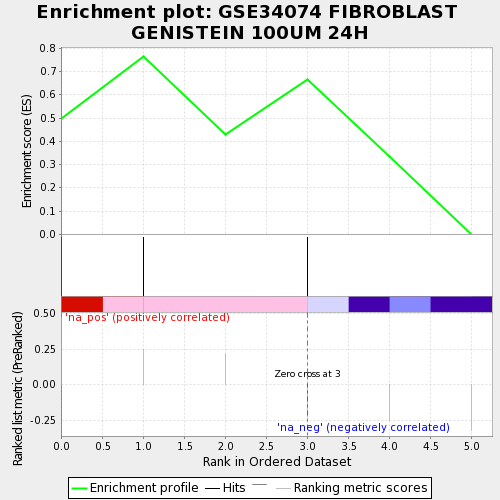 Enrichment plot: GSE34074 FIBROBLAST
GENISTEIN 100UM 24H
Enrichment score (ES)
0.8
0.7
0.6
0.5
0.4
0.3
0.2
0.1
0.0
Ranked list metric (PreRanked)
0.50
0.25
0.00
-0.25
'na_pos' (positively correlated)
Zero cross at 3
'na_neg' (negatively correlated)
0.0 0.5 1.0 1.5 2.0 2.5 3.0 3.5 4.0 4.5 5.0
Rank in Ordered Dataset
Enrichment profile Hits Ranking metric scores